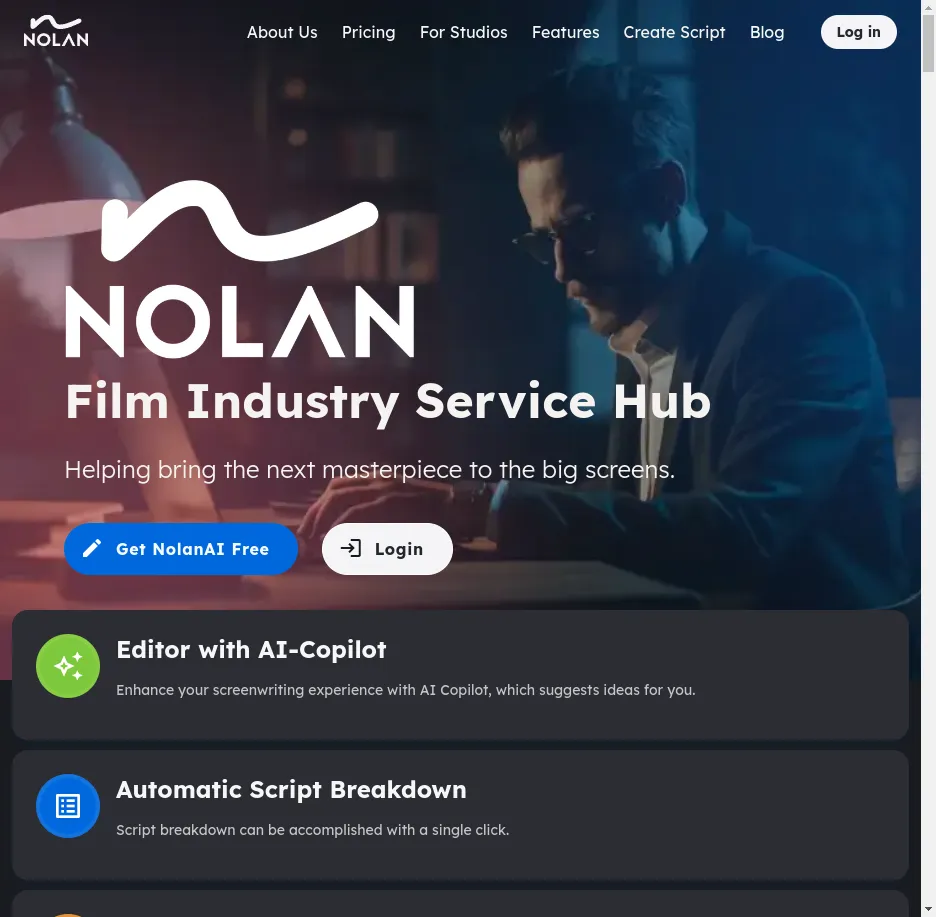 NOLAN
About Us
Pricing
For Studios
Features
Create Script
Blog
Log in
NOLAN
Film Industry Service Hub
Helping bring the next masterpiece to the big screens.
Get NolanAI Free
Login
Editor with AI-Copilot
Enhance your screenwriting experience with AI Copilot, which suggests ideas for you.
Automatic Script Breakdown
Script breakdown can be accomplished with a single click.